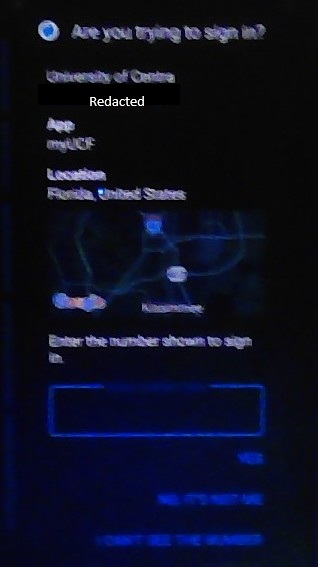 Are you trying to sign in?
University of Centra
Redacted
App
myUCF
Location
Florida, United States
Kissimmee
Enter the number shown to sign
in.
YES
NO, IT'S NOT ME
I CAN'T SEE THE NUMBER